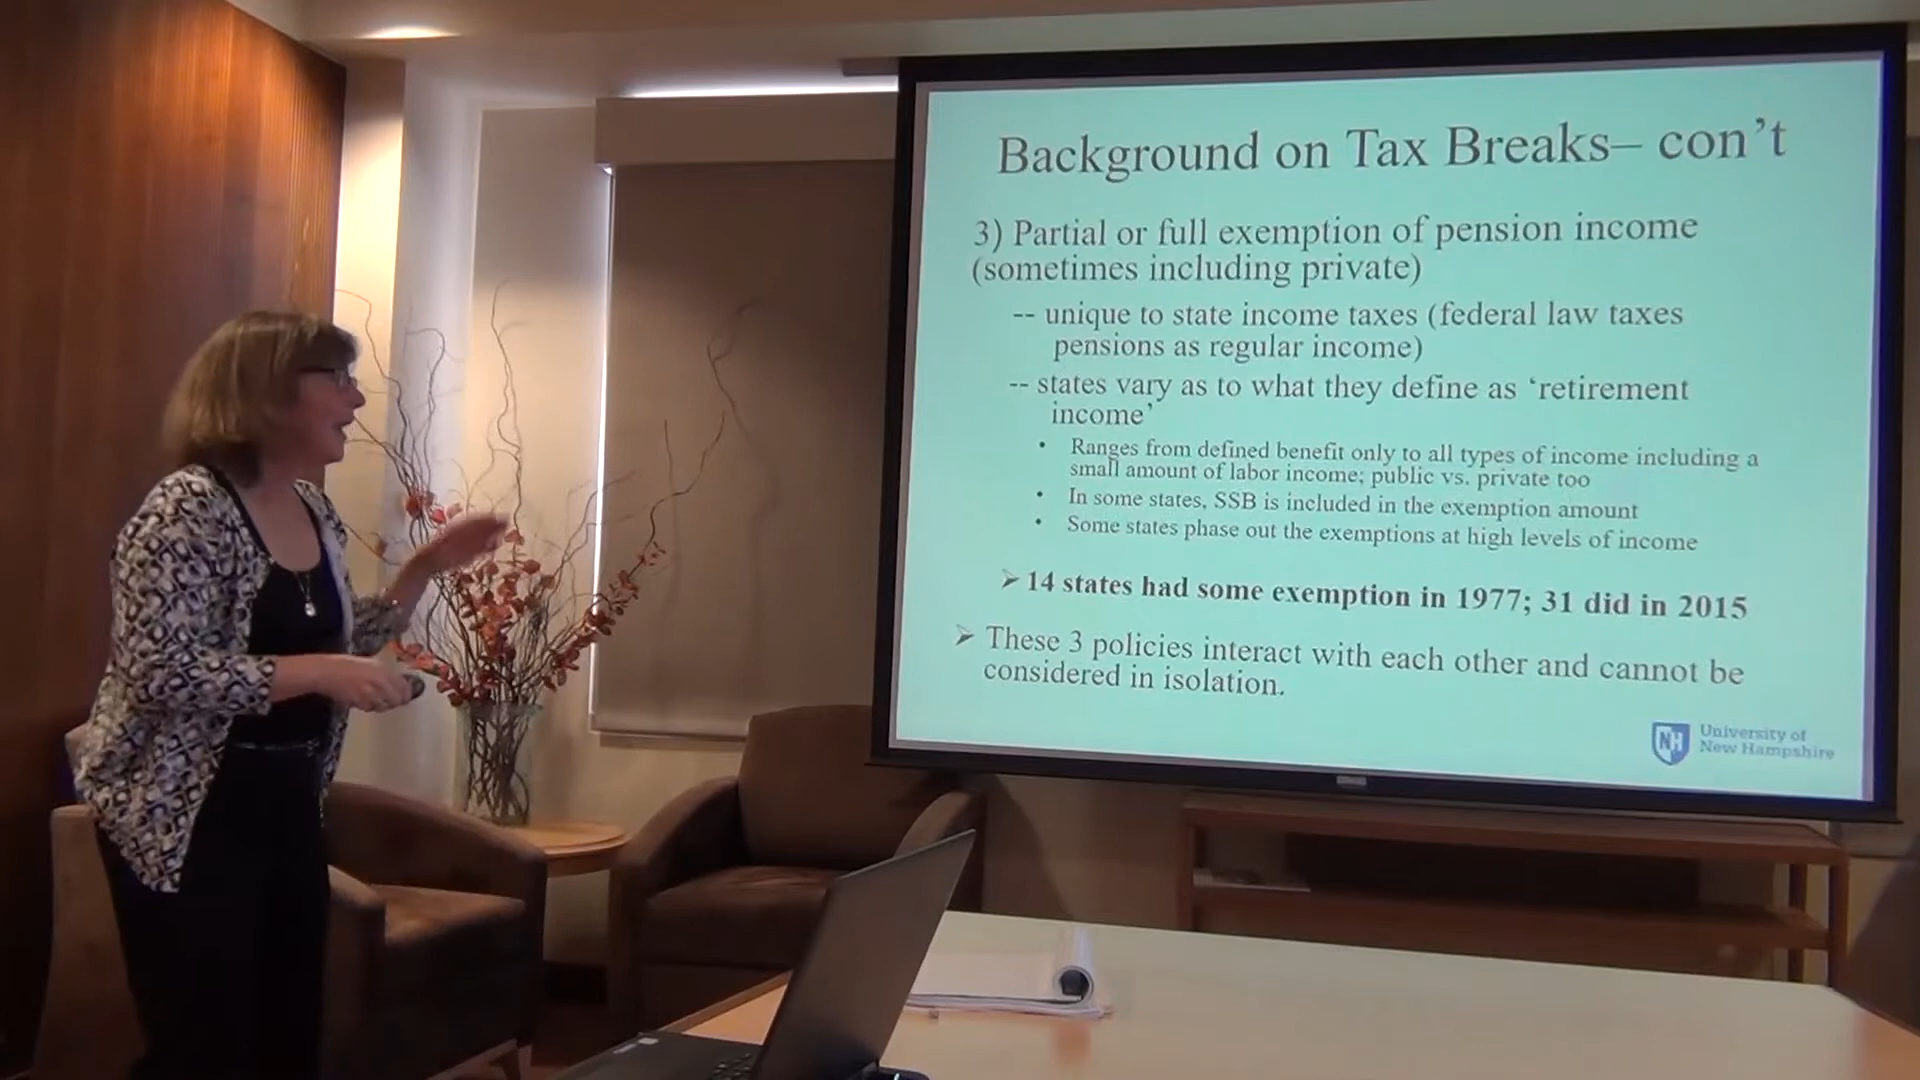 Background on Tax Breaks– con’t
3) Partial or full exemption of pension income
(sometimes including private)
-- unique to state income taxes (federal law taxes
pensions as regular income)
-- states vary as to what they define as ‘retirement
income’
• Ranges from defined benefit only to all types of income including a
small amount of labor income; public vs. private too
• In some states, SSB is included in the exemption amount
• Some states phase out the exemptions at high levels of income
➢ 14 states had some exemption in 1977; 31 did in 2015
➢ These 3 policies interact with each other and cannot be
considered in isolation.
NH
University of
New Hampshire